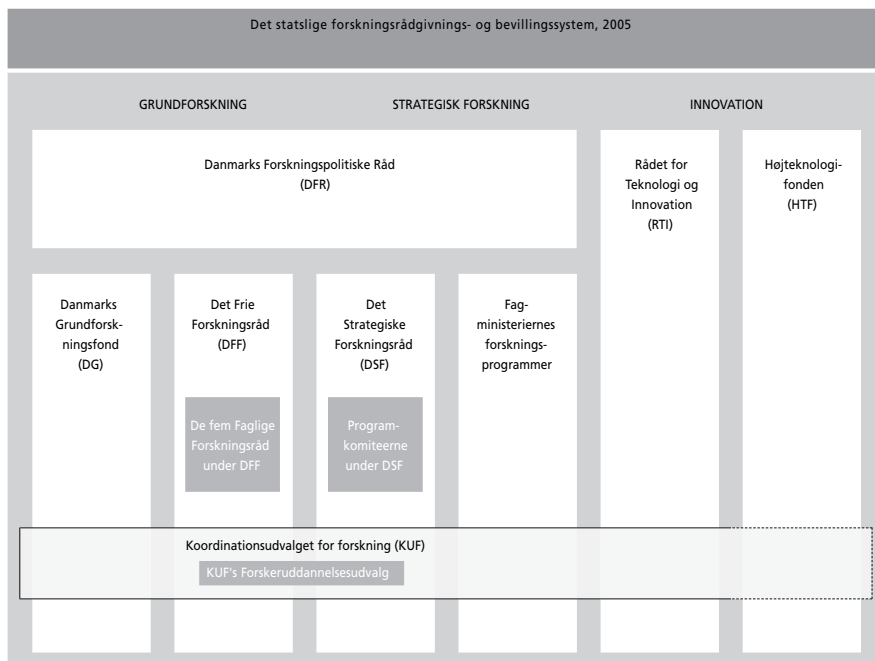 Det statslige forskningsrådgivnings- og bevillingssystem, 2005
GRUNDFORSKNING
STRATEGISK FORSKNING
INNOVATION
Danmarks Forskningspolitiske Råd
(DFR)
Rådet for
Teknologi og
Innovation
(RTI)
Højteknologi-
fonden
(HTF)
Danmarks
Grundforsk-
ningsfond
(DG)
Det Frie
Forskningsråd
(DFF)
De fem Faglige
Forskningsråd
under DFF
Det
Strategiske
Forskningsråd
(DSF)
Program-
komiteerne
under DSF
Fag-
ministeriernes
forsknings-
programmer
Koordinationsudvalget for forskning (KUF)
KUF's Forskeruddannelsesudvalg